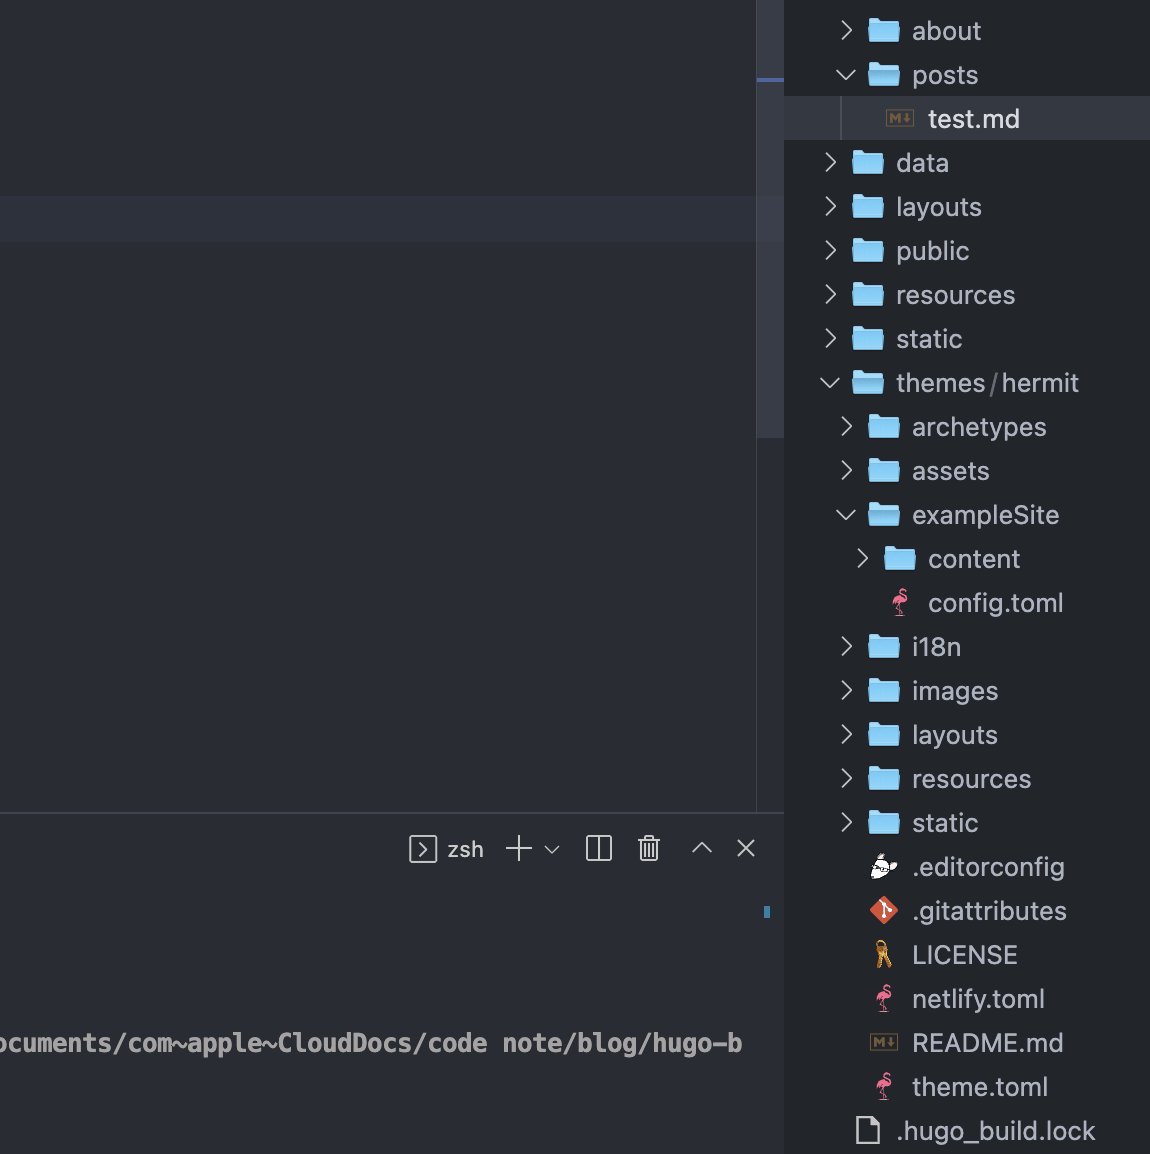 about
posts
test.md
data
layouts
public
resources
static
themes/hermit
archetypes
assets
exampleSite
content
config.toml
i18n
images
layouts
resources
static
zsh
.editorconfig
.gitattributes
LICENSE
netlify.toml
ocuments/com~apple~CloudDocs/code note/blog/hugo-b
README.md
theme.toml
.hugo_build.lock